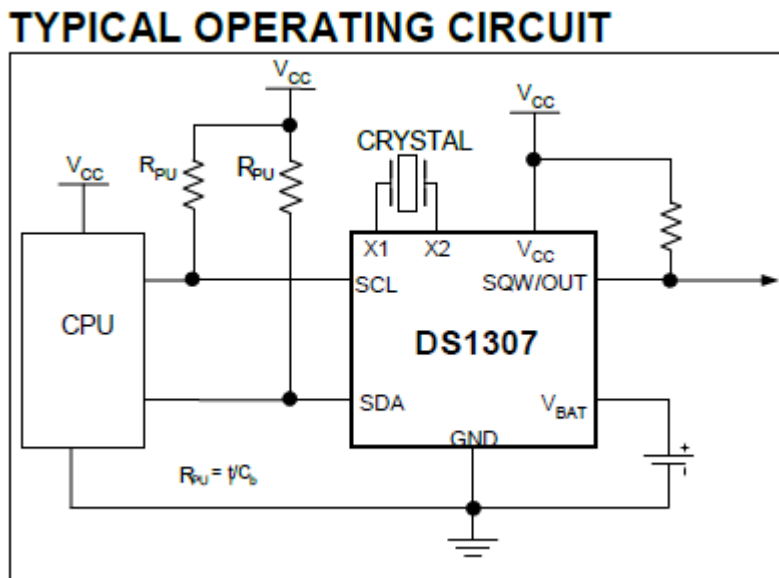 TYPICAL OPERATING CIRCUIT
VCC
VCC
CRYSTAL
VCC
RPU
RPU
X1
X2
VCC
SCL
SQW/OUT
CPU
DS1307
SDA
VBAT
GND
+
-
RPU = tr/Cb